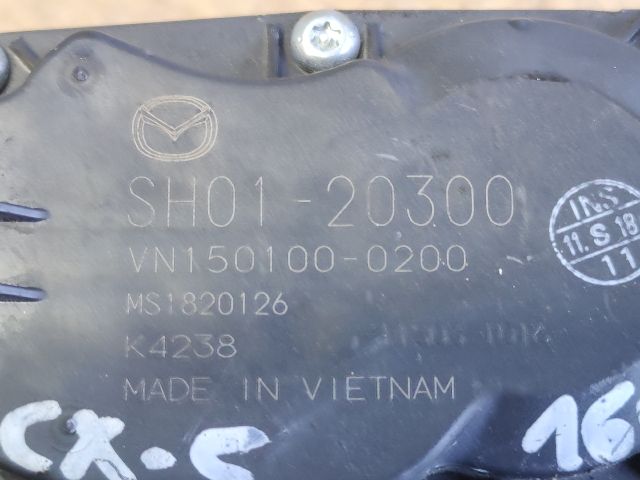 SH01-20300
VN150100-0200
MS1820126
K4238
MADE IN VIETNAM
INS
11.S 18
11
CX-5
16